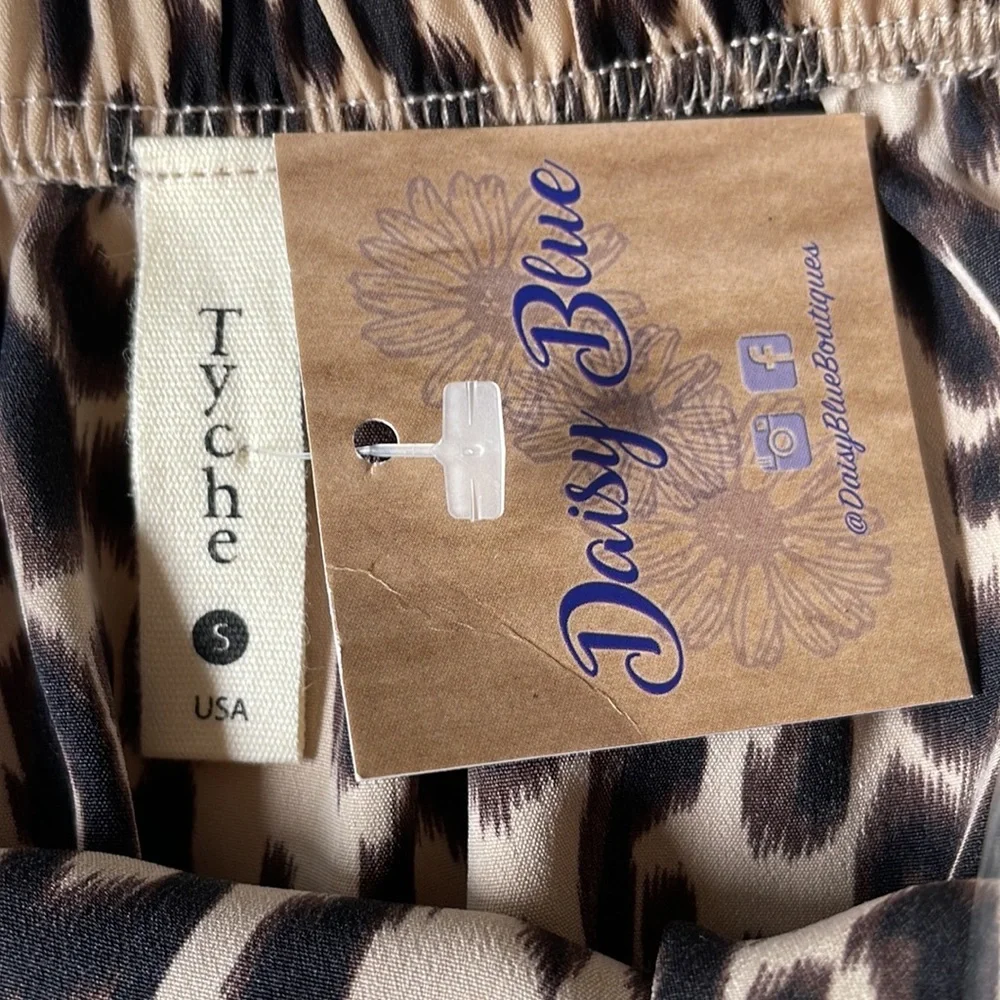 Tyche
S
USA
Daisy Blue
@DaisyBlueBoutiques